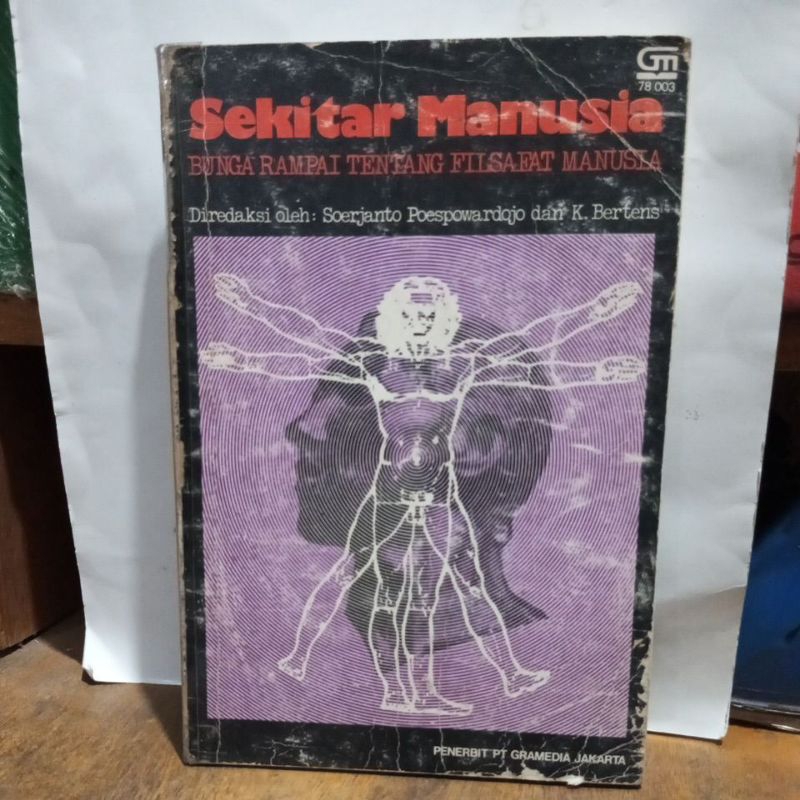 Gm
78 003
Sekitar Manusia
BUNGA RAMPAI TENTANG FILSAFAT MANUSIA
Diredaksi oleh: Soerjanto Poespowardojo dan K. Bertens
PENERBIT PT GRAMEDIA JAKARTA